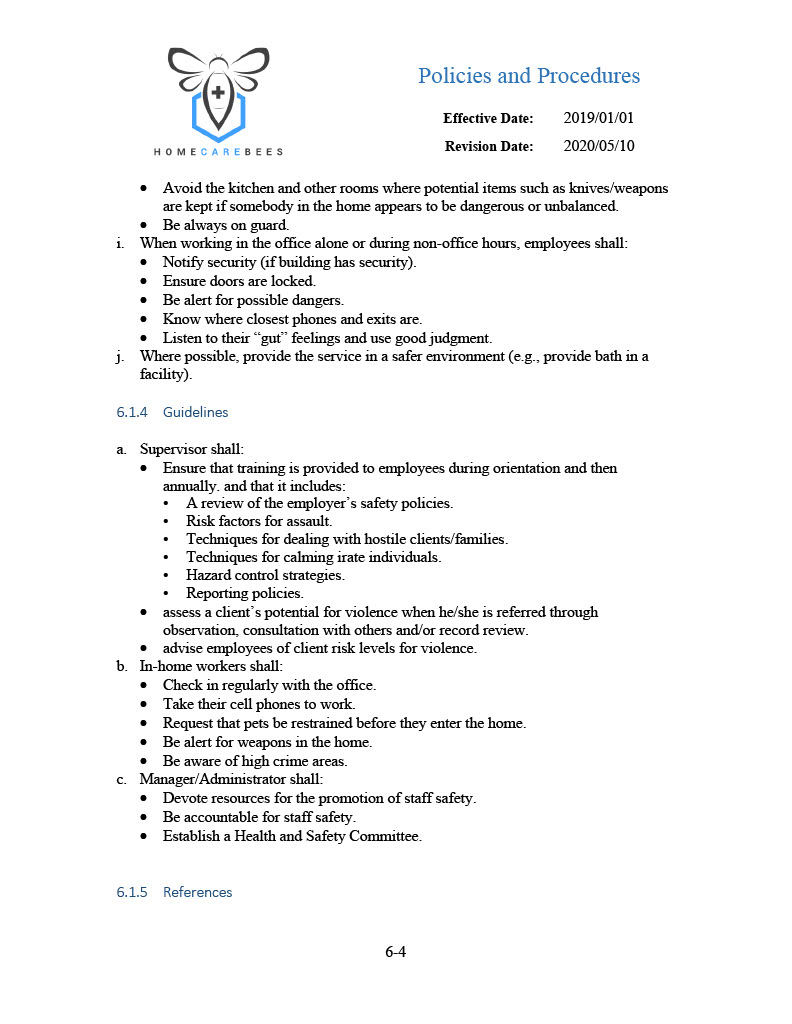 Policies and Procedures
Effective Date: 2019/01/01
Revision Date: 2020/05/10
HOMECAREBEES
• Avoid the kitchen and other rooms where potential items such as knives/weapons
are kept if somebody in the home appears to be dangerous or unbalanced.
• Be always on guard.
i. When working in the office alone or during non-office hours, employees shall:
• Notify security (if building has security).
• Ensure doors are locked.
• Be alert for possible dangers.
• Know where closest phones and exits are.
• Listen to their “gut” feelings and use good judgment.
j. Where possible, provide the service in a safer environment (e.g., provide bath in a
facility).
6.1.4 Guidelines
a. Supervisor shall:
• Ensure that training is provided to employees during orientation and then
annually. and that it includes:
• A review of the employer’s safety policies.
• Risk factors for assault.
• Techniques for dealing with hostile clients/families.
• Techniques for calming irate individuals.
• Hazard control strategies.
• Reporting policies.
• assess a client’s potential for violence when he/she is referred through
observation, consultation with others and/or record review.
• advise employees of client risk levels for violence.
b. In-home workers shall:
• Check in regularly with the office.
• Take their cell phones to work.
• Request that pets be restrained before they enter the home.
• Be alert for weapons in the home.
• Be aware of high crime areas.
c. Manager/Administrator shall:
• Devote resources for the promotion of staff safety.
• Be accountable for staff safety.
• Establish a Health and Safety Committee.
6.1.5 References
6-4